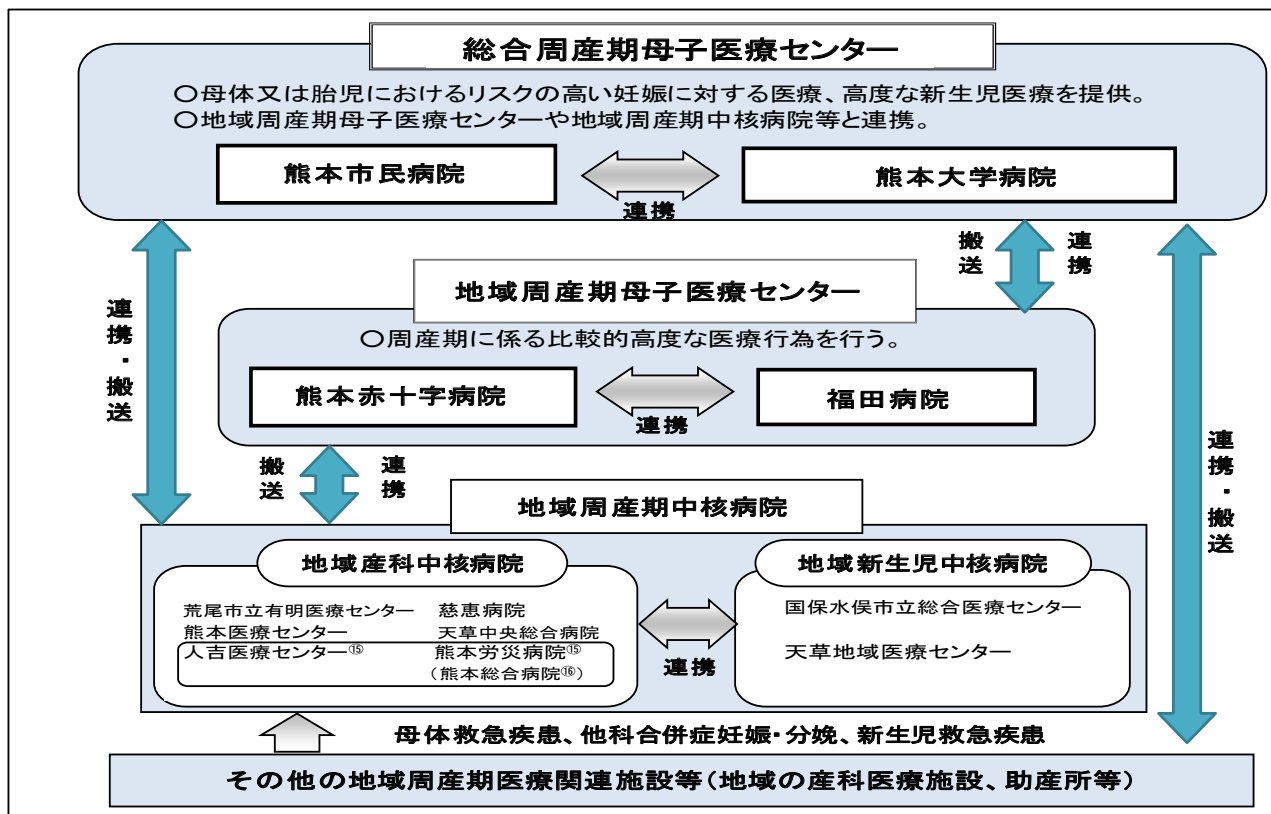 総合周産期母子医療センター
〇母体又は胎児におけるリスクの高い妊娠に対する医療、高度な新生児医療を提供。
〇地域周産期母子医療センターや地域周産期中核病院等と連携。
熊本市民病院
連携
熊本大学病院
連携・搬送
搬送
連携
地域周産期母子医療センター
〇周産期に係る比較的高度な医療行為を行う。
熊本赤十字病院
連携
福田病院
搬送
連携
連携・搬送
地域周産期中核病院
地域産科中核病院
荒尾市立有明医療センター 慈恵病院
熊本医療センター 天草中央総合病院
人吉医療センター⑮ 熊本労災病院⑮
(熊本総合病院⑯)
連携
地域新生児中核病院
国保水俣市立総合医療センター
天草地域医療センター
母体救急疾患、他科合併症妊娠・分娩、新生児救急疾患
その他の地域周産期医療関連施設等(地域の産科医療施設、助産所等)